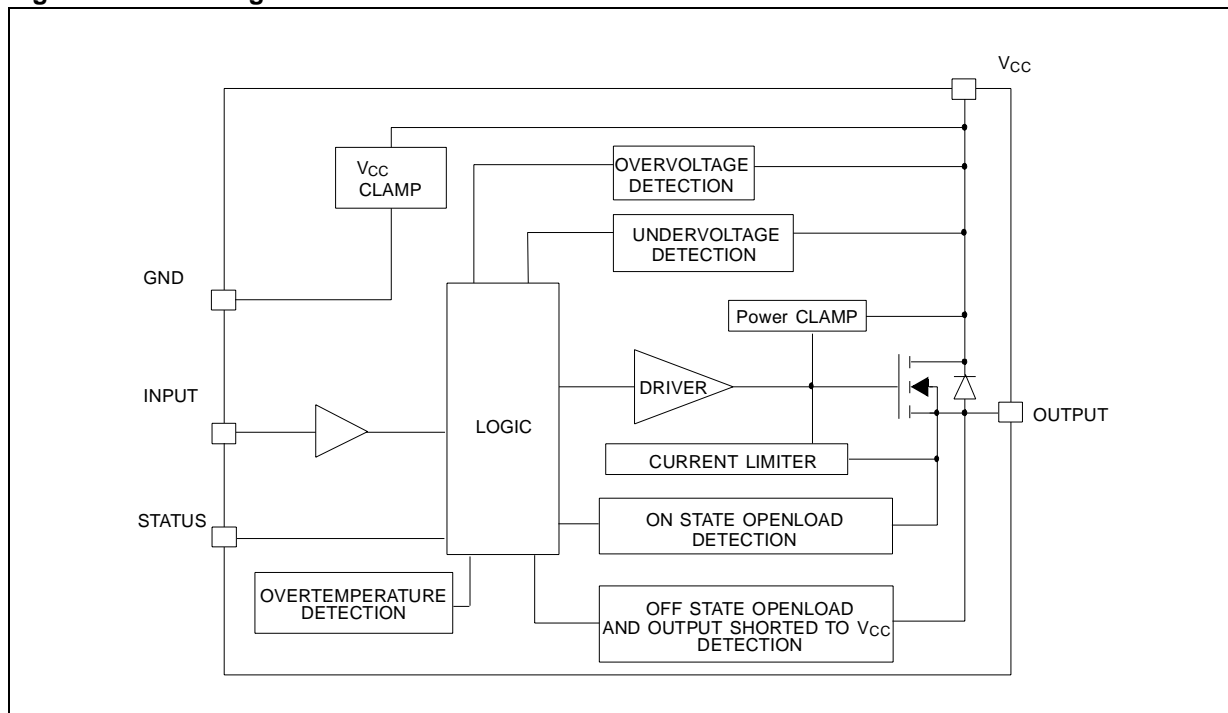 VCC
VCC
CLAMP
OVERVOLTAGE
DETECTION
UNDERVOLTAGE
DETECTION
GND
Power CLAMP
INPUT
DRIVER
OUTPUT
LOGIC
CURRENT LIMITER
STATUS
ON STATE OPENLOAD
DETECTION
OVERTEMPERATURE
DETECTION
OFF STATE OPENLOAD
AND OUTPUT SHORTED TO VCC
DETECTION